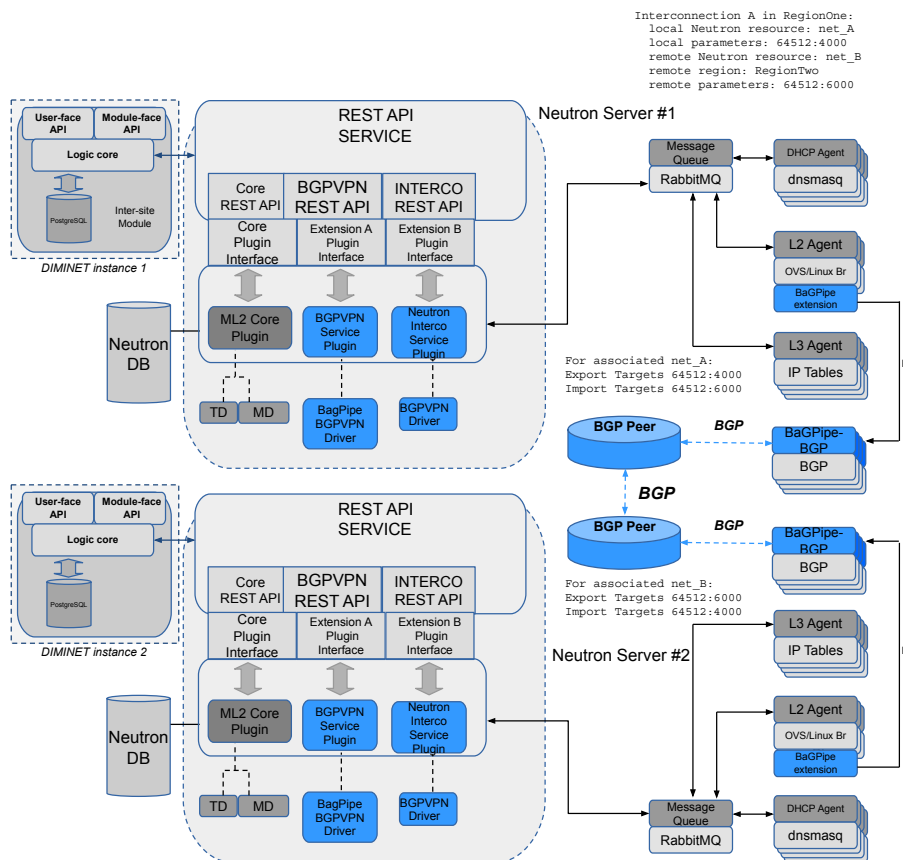 Interconnection A in RegionOne:
local Neutron resource: net_A
local parameters: 64512:4000
remote Neutron resource: net_B
remote region: RegionTwo
remote parameters: 64512:6000
User-face
API
Module-face
API
Logic core
PostgreSQL
Inter-site
Module
DIMINET instance 1
REST API
SERVICE
Neutron Server #1
Core
REST API
BGPVPN
REST API
INTERCO
REST API
Core
Plugin
Interface
Extension A
Plugin
Interface
Extension B
Plugin
Interface
Neutron
DB
ML2 Core
Plugin
BGPVPN
Service
Plugin
Neutron
Interco
Service
Plugin
TD
MD
BagPipe
BGPVPN
Driver
BGPVPN
Driver
Message
Queue
RabbitMQ
DHCP Agent
dnsmasq
L2 Agent
OVS/Linux Br
BaGPipe
extension
L3 Agent
IP Tables
For associated net_A:
Export Targets 64512:4000
Import Targets 64512:6000
BGP Peer
BGP
BaGPipe-
BGP
BGP
BGP
User-face
API
Module-face
API
Logic core
PostgreSQL
DIMINET instance 2
REST API
SERVICE
BGP Peer
BGP
BaGPipe-
BGP
BGP
For associated net_B:
Export Targets 64512:6000
Import Targets 64512:4000
Core
REST API
BGPVPN
REST API
INTERCO
REST API
Core
Plugin
Interface
Extension A
Plugin
Interface
Extension B
Plugin
Interface
Neutron Server #2
L3 Agent
IP Tables
Neutron
DB
ML2 Core
Plugin
BGPVPN
Service
Plugin
Neutron
Interco
Service
Plugin
L2 Agent
OVS/Linux Br
BaGPipe
extension
TD
MD
BagPipe
BGPVPN
Driver
BGPVPN
Driver
Message
Queue
RabbitMQ
DHCP Agent
dnsmasq